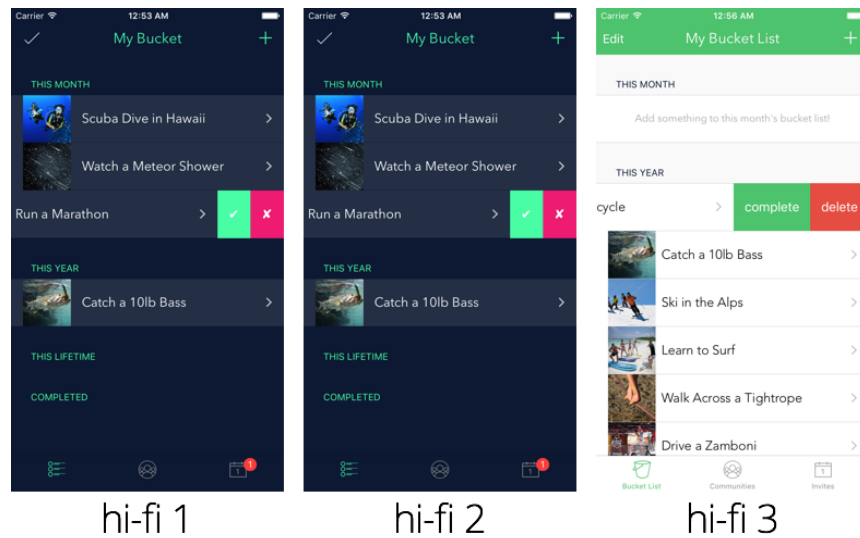 Carrier 12:53 AM
My Bucket +
THIS MONTH
Scuba Dive in Hawaii >
Watch a Meteor Shower >
Run a Marathon > ✓ ✘
THIS YEAR
Catch a 10lb Bass >
THIS LIFETIME
COMPLETED
1 1
hi-fi 1
Carrier 12:53 AM
My Bucket +
THIS MONTH
Scuba Dive in Hawaii >
Watch a Meteor Shower >
Run a Marathon > ✓ ✘
THIS YEAR
Catch a 10lb Bass >
THIS LIFETIME
COMPLETED
1 1
hi-fi 2
Carrier 12:56 AM
Edit My Bucket List +
THIS MONTH
Add something to this month's bucket list!
THIS YEAR
cycle > complete delete
Catch a 10lb Bass >
Ski in the Alps >
Learn to Surf >
Walk Across a Tightrope >
Drive a Zamboni >
1
Bucket List Communities Invites
hi-fi 3